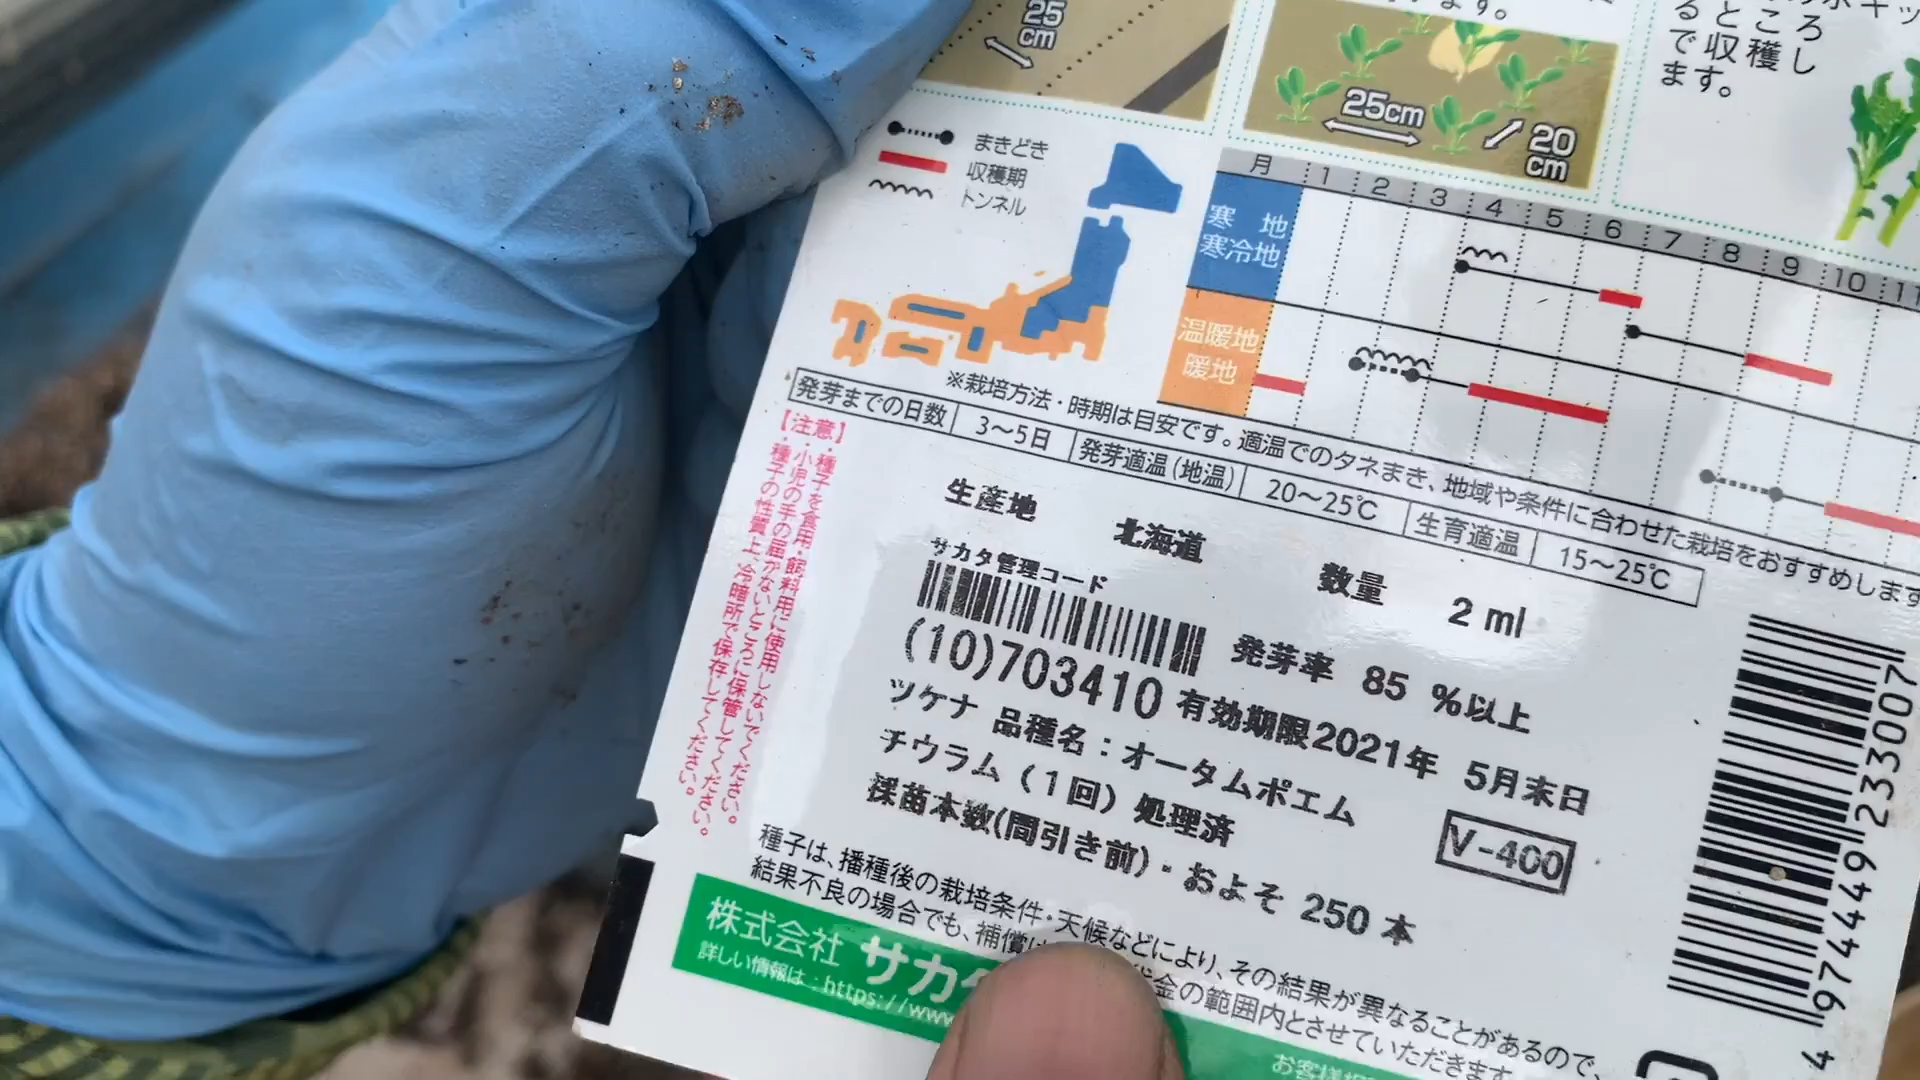 25
cm
ます。
25cm
20
cm
ると収穫
ころし
で
ます。
まきどき
収穫期
トンネル
月 1 2 3 4 5 6 7 8 9 10 11
寒 地
寒冷地
温暖地
暖地
※栽培方法・時期は目安です。適温でのタネまき、地域や条件に合わせた栽培をおすすめします
発芽までの日数 3〜5日 発芽適温(地温) 20〜25℃ 生育適温 15〜25℃
【注意】
・種子を食用・飼料用に使用しないでください。
・小児の手の届かないところに保管してください。
・種子の性質上、冷暗所で保存してください。
生産地 北海道 数量 2 ml
サカタ管理コード
(10)703410 発芽率 85 %以上
有効期限2021年 5月末日
ツケナ 品種名:オータムポエム
チウラム(1回)処理済
V-400
採苗本数(間引き前)・およそ 250 本
種子は、播種後の栽培条件・天候などにより、その結果が異なることがあるので、
結果不良の場合でも、補償は 代金の範囲内とさせていただきます
株式会社 サカタ
詳しい情報は:https://www
お客様相
4 974449 233007